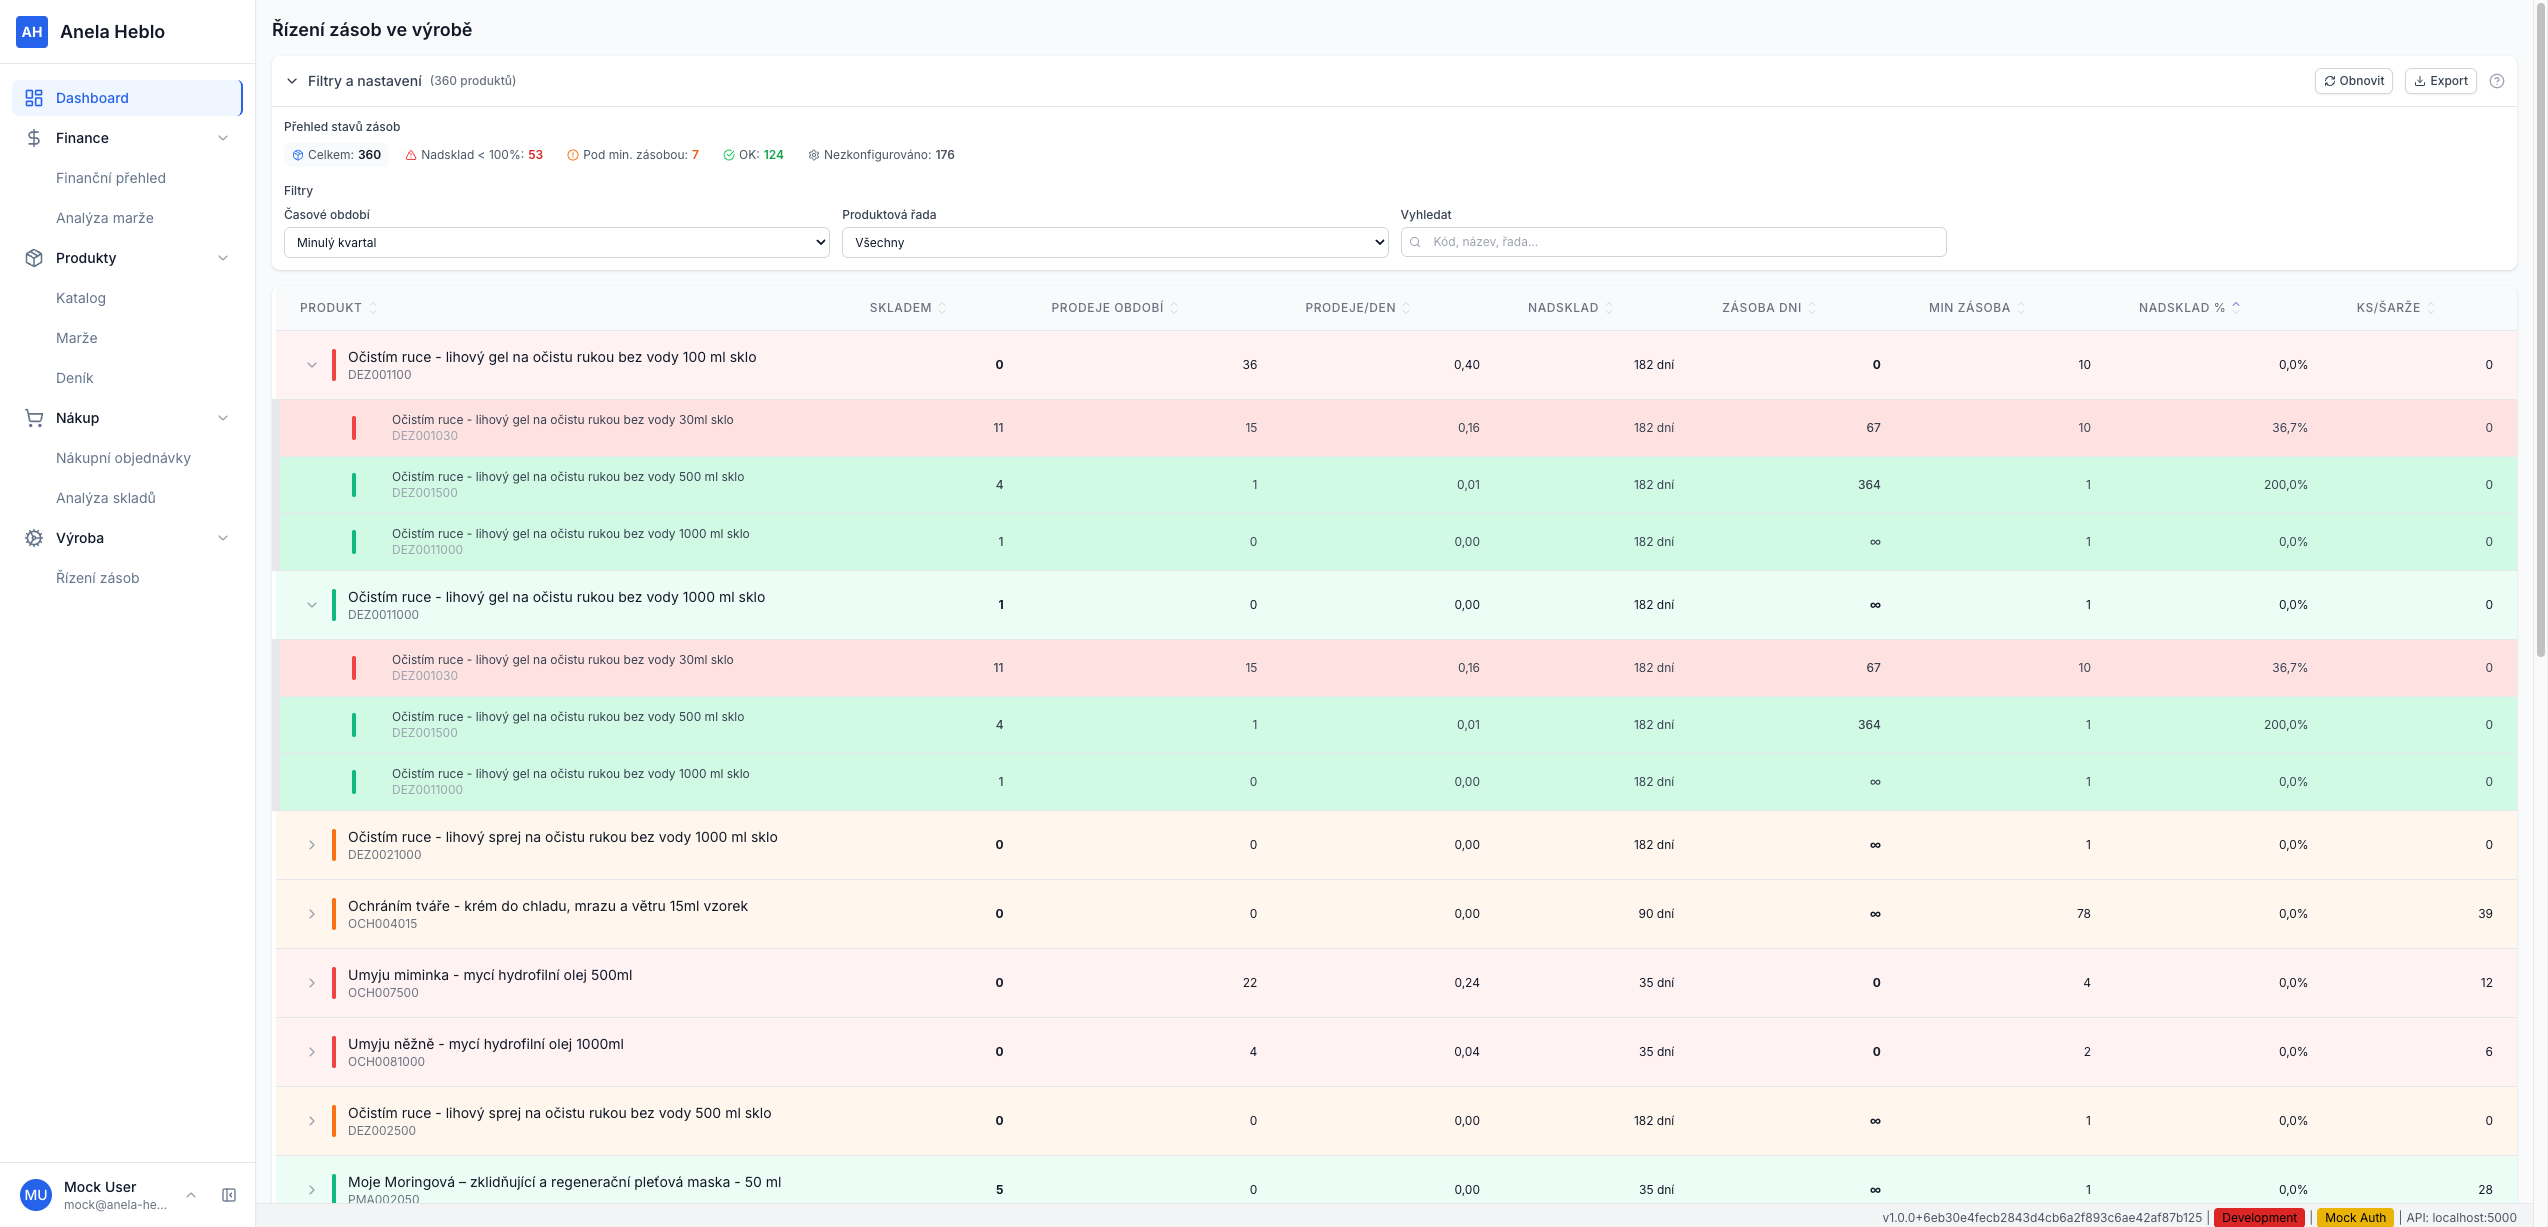 AH Anela Heblo
Dashboard
Finance
Finanční přehled
Analýza marže
Produkty
Katalog
Marže
Deník
Nákup
Nákupní objednávky
Analýza skladů
Výroba
Řízení zásob
MU Mock User
mock@anela-he...
Řízení zásob ve výrobě
Filtry a nastavení (360 produktů) Obnovit Export
Přehled stavů zásob
Celkem: 360 Nadsklad < 100%: 53 Pod min. zásobou: 7 OK: 124 Nezkonfigurováno: 176
Filtry
Časové období Produktová řada Vyhledat
Minulý kvartal Všechny Kód, název, řada...
PRODUKT SKLADEM PRODEJE OBDOBÍ PRODEJE/DEN NADSKLAD ZÁSOBA DNI MIN ZÁSOBA NADSKLAD % KS/ŠARŽE
Očistím ruce - lihový gel na očistu rukou bez vody 100 ml sklo 0 36 0,40 182 dní 0 10 0,0% 0
DEZ001100
Očistím ruce - lihový gel na očistu rukou bez vody 30ml sklo 11 15 0,16 182 dní 67 10 36,7% 0
DEZ001030
Očistím ruce - lihový gel na očistu rukou bez vody 500 ml sklo 4 1 0,01 182 dní 364 1 200,0% 0
DEZ001500
Očistím ruce - lihový gel na očistu rukou bez vody 1000 ml sklo 1 0 0,00 182 dní ∞ 1 0,0% 0
DEZ0011000
Očistím ruce - lihový gel na očistu rukou bez vody 1000 ml sklo 1 0 0,00 182 dní ∞ 1 0,0% 0
DEZ0011000
Očistím ruce - lihový gel na očistu rukou bez vody 30ml sklo 11 15 0,16 182 dní 67 10 36,7% 0
DEZ001030
Očistím ruce - lihový gel na očistu rukou bez vody 500 ml sklo 4 1 0,01 182 dní 364 1 200,0% 0
DEZ001500
Očistím ruce - lihový gel na očistu rukou bez vody 1000 ml sklo 1 0 0,00 182 dní ∞ 1 0,0% 0
DEZ0011000
Očistím ruce - lihový sprej na očistu rukou bez vody 1000 ml sklo 0 0 0,00 182 dní ∞ 1 0,0% 0
DEZ0021000
Ochráním tváře - krém do chladu, mrazu a větru 15ml vzorek 0 0 0,00 90 dní ∞ 78 0,0% 39
OCH004015
Umyju miminka - mycí hydrofilní olej 500ml 0 22 0,24 35 dní 0 4 0,0% 12
OCH007500
Umyju něžně - mycí hydrofilní olej 1000ml 0 4 0,04 35 dní 0 2 0,0% 6
OCH0081000
Očistím ruce - lihový sprej na očistu rukou bez vody 500 ml sklo 0 0 0,00 182 dní ∞ 1 0,0% 0
DEZ002500
Moje Moringová – zklidňující a regenerační pleťová maska - 50 ml 5 0 0,00 35 dní ∞ 1 0,0% 28
PMA002050
v1.0.0+6eb30e4fecb2843d4cb6a2f893c6ae42af87b125 | Development | Mock Auth | API: localhost:5000